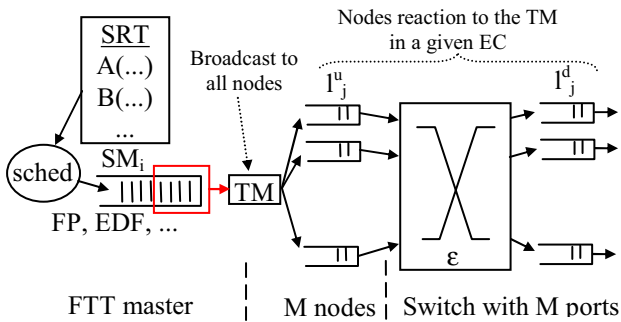 SRT
A(...)
B(...)
...
sched
SM_i
FP, EDF, ...
Broadcast to
all nodes
TM
Nodes reaction to the TM
in a given EC
l^u_j
l^d_j
ε
FTT master
M nodes
Switch with M ports